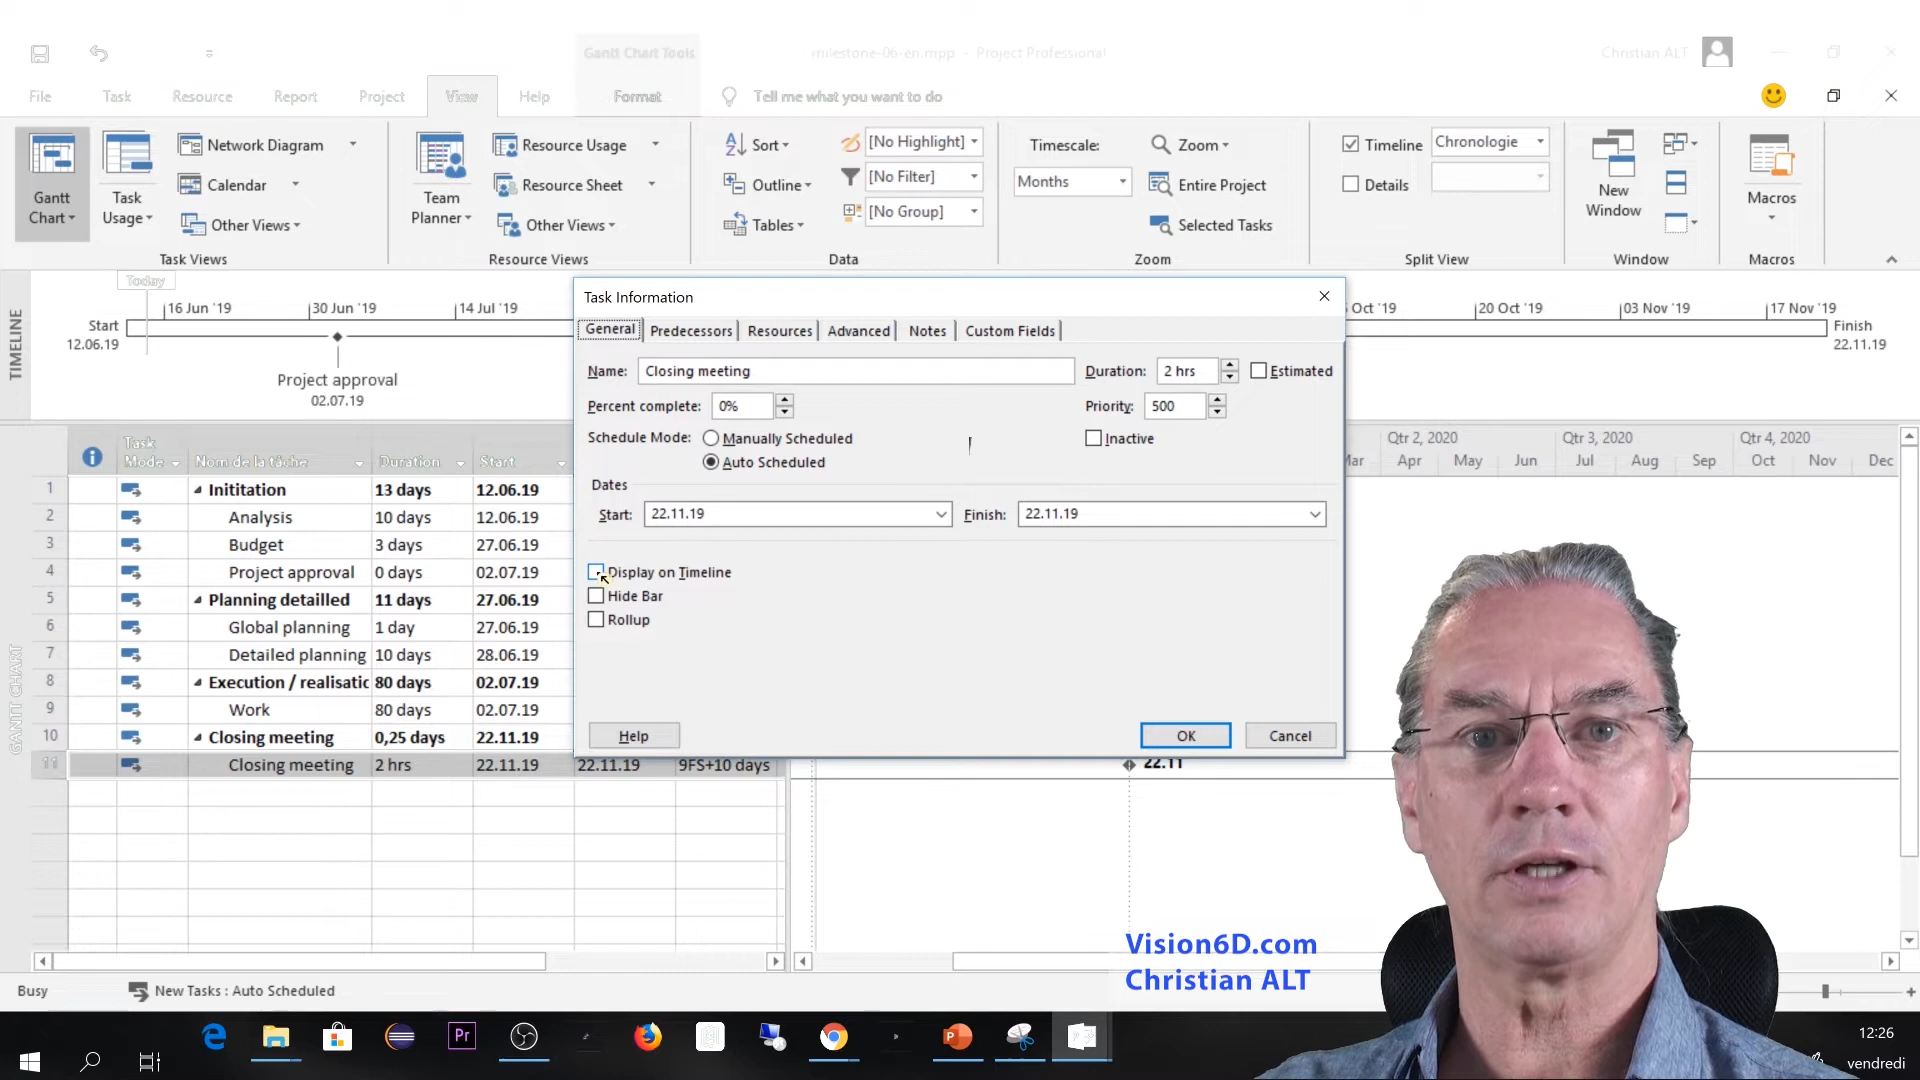 Gantt Chart Tools
milestone-06-en.mpp - Project Professional
Christian ALT
File Task Resource Report Project View Help Format Tell me what you want to do
Gantt Chart
Task Usage
Network Diagram
Calendar
Other Views
Task Views
Team Planner
Resource Usage
Resource Sheet
Other Views
Resource Views
Sort
Outline
Tables
[No Highlight]
[No Filter]
[No Group]
Data
Timescale:
Months
Zoom
Entire Project
Selected Tasks
Zoom
Timeline Chronologie
Details
Split View
New Window
Window
Macros
Macros
TIMELINE
Today
16 Jun '19 30 Jun '19 14 Jul '19 Oct '19 20 Oct '19 03 Nov '19 17 Nov '19
Start
12.06.19
Finish
22.11.19
Project approval
02.07.19
Task Information
General Predecessors Resources Advanced Notes Custom Fields
Name: Closing meeting Duration: 2 hrs Estimated
Percent complete: 0% Priority: 500
Schedule Mode: Manually Scheduled Inactive
Auto Scheduled
Dates
Start: 22.11.19 Finish: 22.11.19
Display on Timeline
Hide Bar
Rollup
Help OK Cancel
GANTT CHART
Task Mode Nom de la tâche Duration Start
1 Inititation 13 days 12.06.19
2 Analysis 10 days 12.06.19
3 Budget 3 days 27.06.19
4 Project approval 0 days 02.07.19
5 Planning detailled 11 days 27.06.19
6 Global planning 1 day 27.06.19
7 Detailed planning 10 days 28.06.19
8 Execution / realisatic 80 days 02.07.19
9 Work 80 days 02.07.19
10 Closing meeting 0,25 days 22.11.19
11 Closing meeting 2 hrs 22.11.19 22.11.19 9FS+10 days
Qtr 2, 2020 Qtr 3, 2020 Qtr 4, 2020
Mar Apr May Jun Jul Aug Sep Oct Nov Dec
22.11
Vision6D.com
Christian ALT
Busy New Tasks : Auto Scheduled
Pr
12:26
vendredi